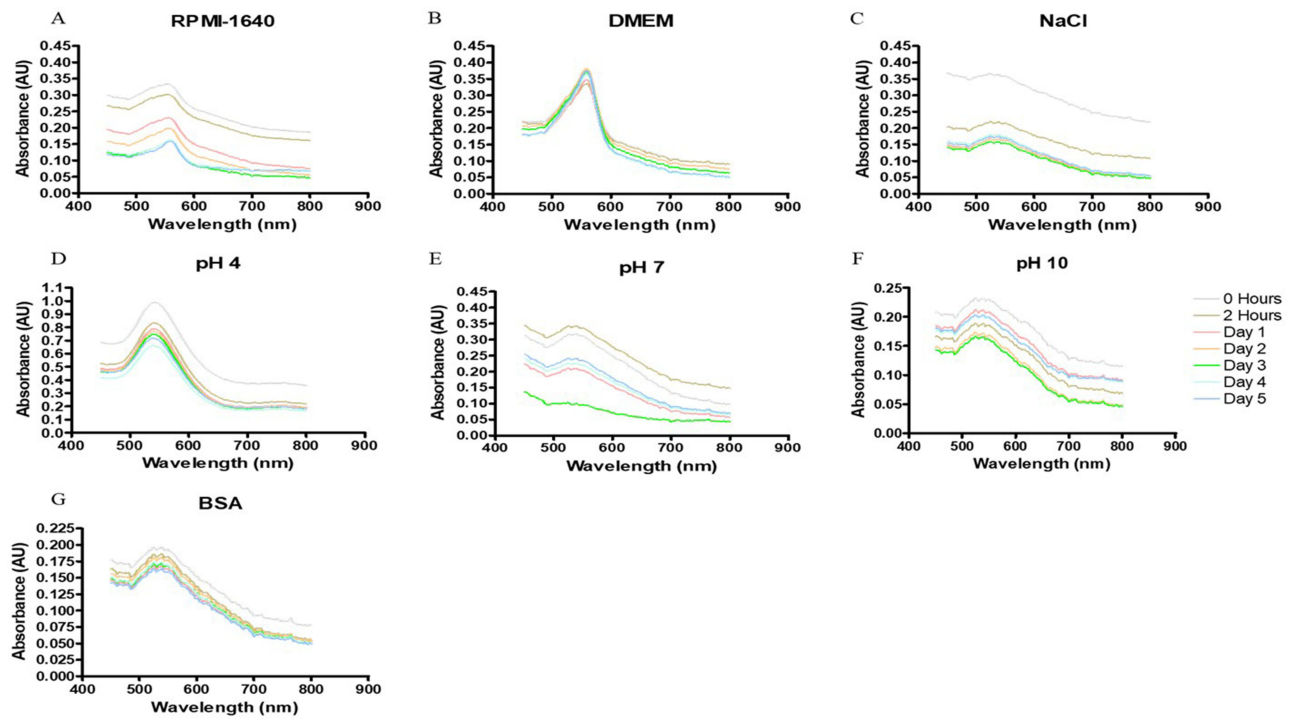 A RPMI-1640
Absorbance (AU)
0.45
0.40
0.35
0.30
0.25
0.20
0.15
0.10
0.05
0.00
400 500 600 700 800 900
Wavelength (nm)
B DMEM
Absorbance (AU)
0.45
0.40
0.35
0.30
0.25
0.20
0.15
0.10
0.05
0.00
400 500 600 700 800 900
Wavelength (nm)
C NaCl
Absorbance (AU)
0.45
0.40
0.35
0.30
0.25
0.20
0.15
0.10
0.05
0.00
400 500 600 700 800 900
Wavelength (nm)
D pH 4
Absorbance (AU)
1.1
1.0
0.9
0.8
0.7
0.6
0.5
0.4
0.3
0.2
0.1
0.0
400 500 600 700 800 900
Wavelength (nm)
E pH 7
Absorbance (AU)
0.45
0.40
0.35
0.30
0.25
0.20
0.15
0.10
0.05
0.00
400 500 600 700 800 900
Wavelength (nm)
F pH 10
Absorbance (AU)
0.25
0.20
0.15
0.10
0.05
0.00
400 500 600 700 800 900
Wavelength (nm)
0 Hours
2 Hours
Day 1
Day 2
Day 3
Day 4
Day 5
G BSA
Absorbance (AU)
0.225
0.200
0.175
0.150
0.125
0.100
0.075
0.050
0.025
0.000
400 500 600 700 800 900
Wavelength (nm)